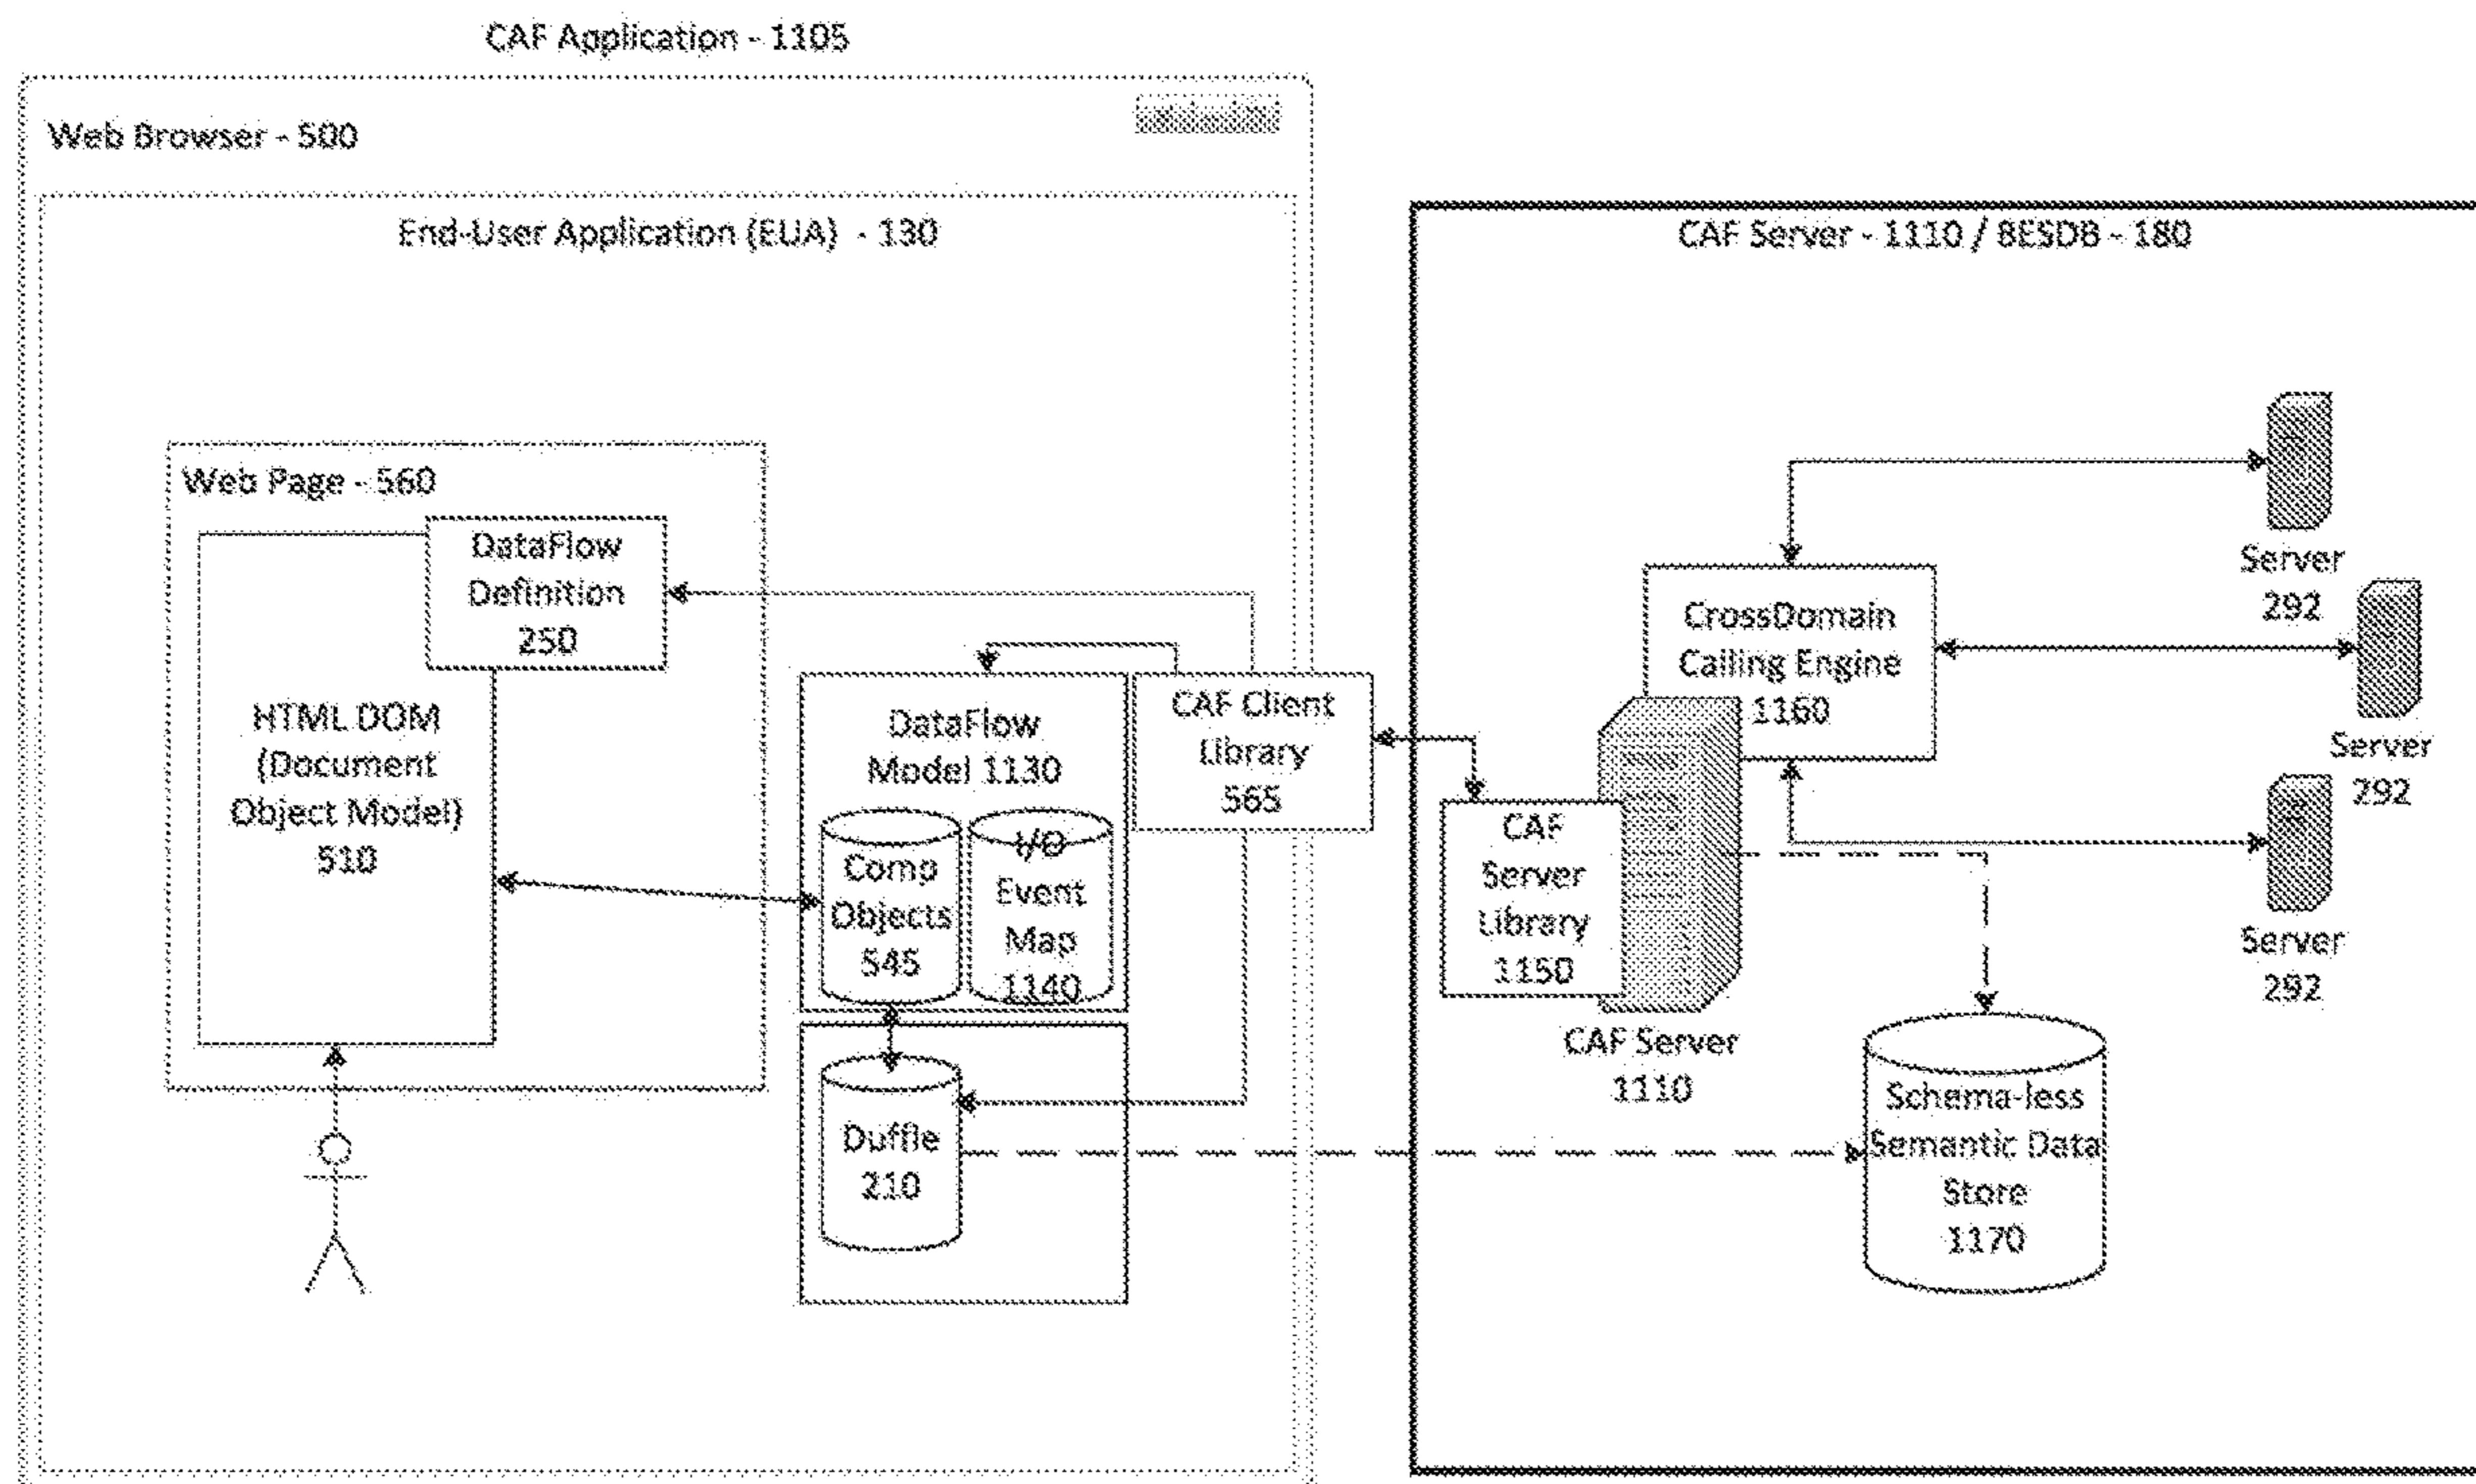 CAF Application - 1105
Web Browser - 500
End-User Application (EUA) - 130
Web Page - 560
DataFlow
Definition
250
HTML DOM
(Document
Object Model)
510
DataFlow
Model 1130
Comp
Objects
545
I/O
Event
Map
1140
CAF Client
Library
565
Duffle
210
CAF Server - 1110 / BESDB - 180
CrossDomain
Calling Engine
1160
CAF
Server
Library
1150
CAF Server
1110
Server
292
Server
292
Server
292
Schema-less
Semantic Data
Store
1170